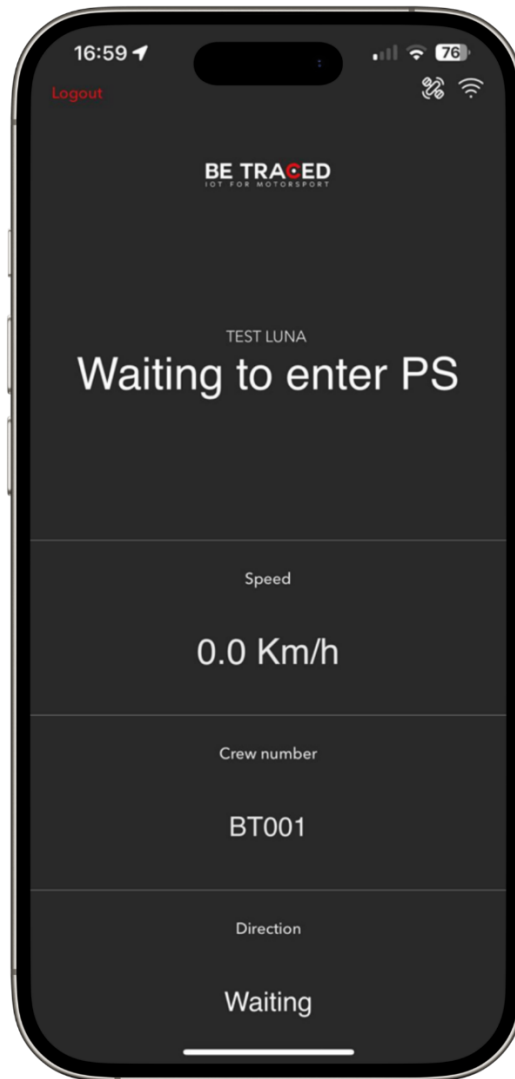 16:59
76
Logout
BE TRACED
IOT FOR MOTORSPORT
TEST LUNA
Waiting to enter PS
Speed
0.0 Km/h
Crew number
BT001
Direction
Waiting